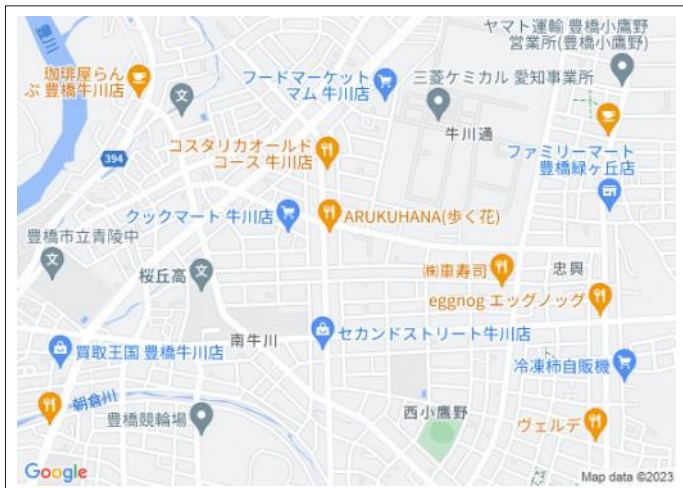 ヤマト運輸 豊橋小鷹野
営業所(豊橋小鷹野)
豊川
珈琲屋らん
ぶ 豊橋牛川店
フードマーケット
マム 牛川店
三菱ケミカル 愛知事業所
文
牛川通
394
コスタリカオールド
コース 牛川店
ファミリーマート
豊橋緑ヶ丘店
クックマート 牛川店
ARUKUHANA(歩く花)
豊橋市立青陵中
文
桜丘高
文
㈱車寿司
忠興
eggnog エッグノッグ
南牛川
セカンドストリート牛川店
買取王国 豊橋牛川店
冷凍柿自販機
朝倉川
豊橋競輪場
西小鷹野
ヴェルデ
Google
Map data ©2023